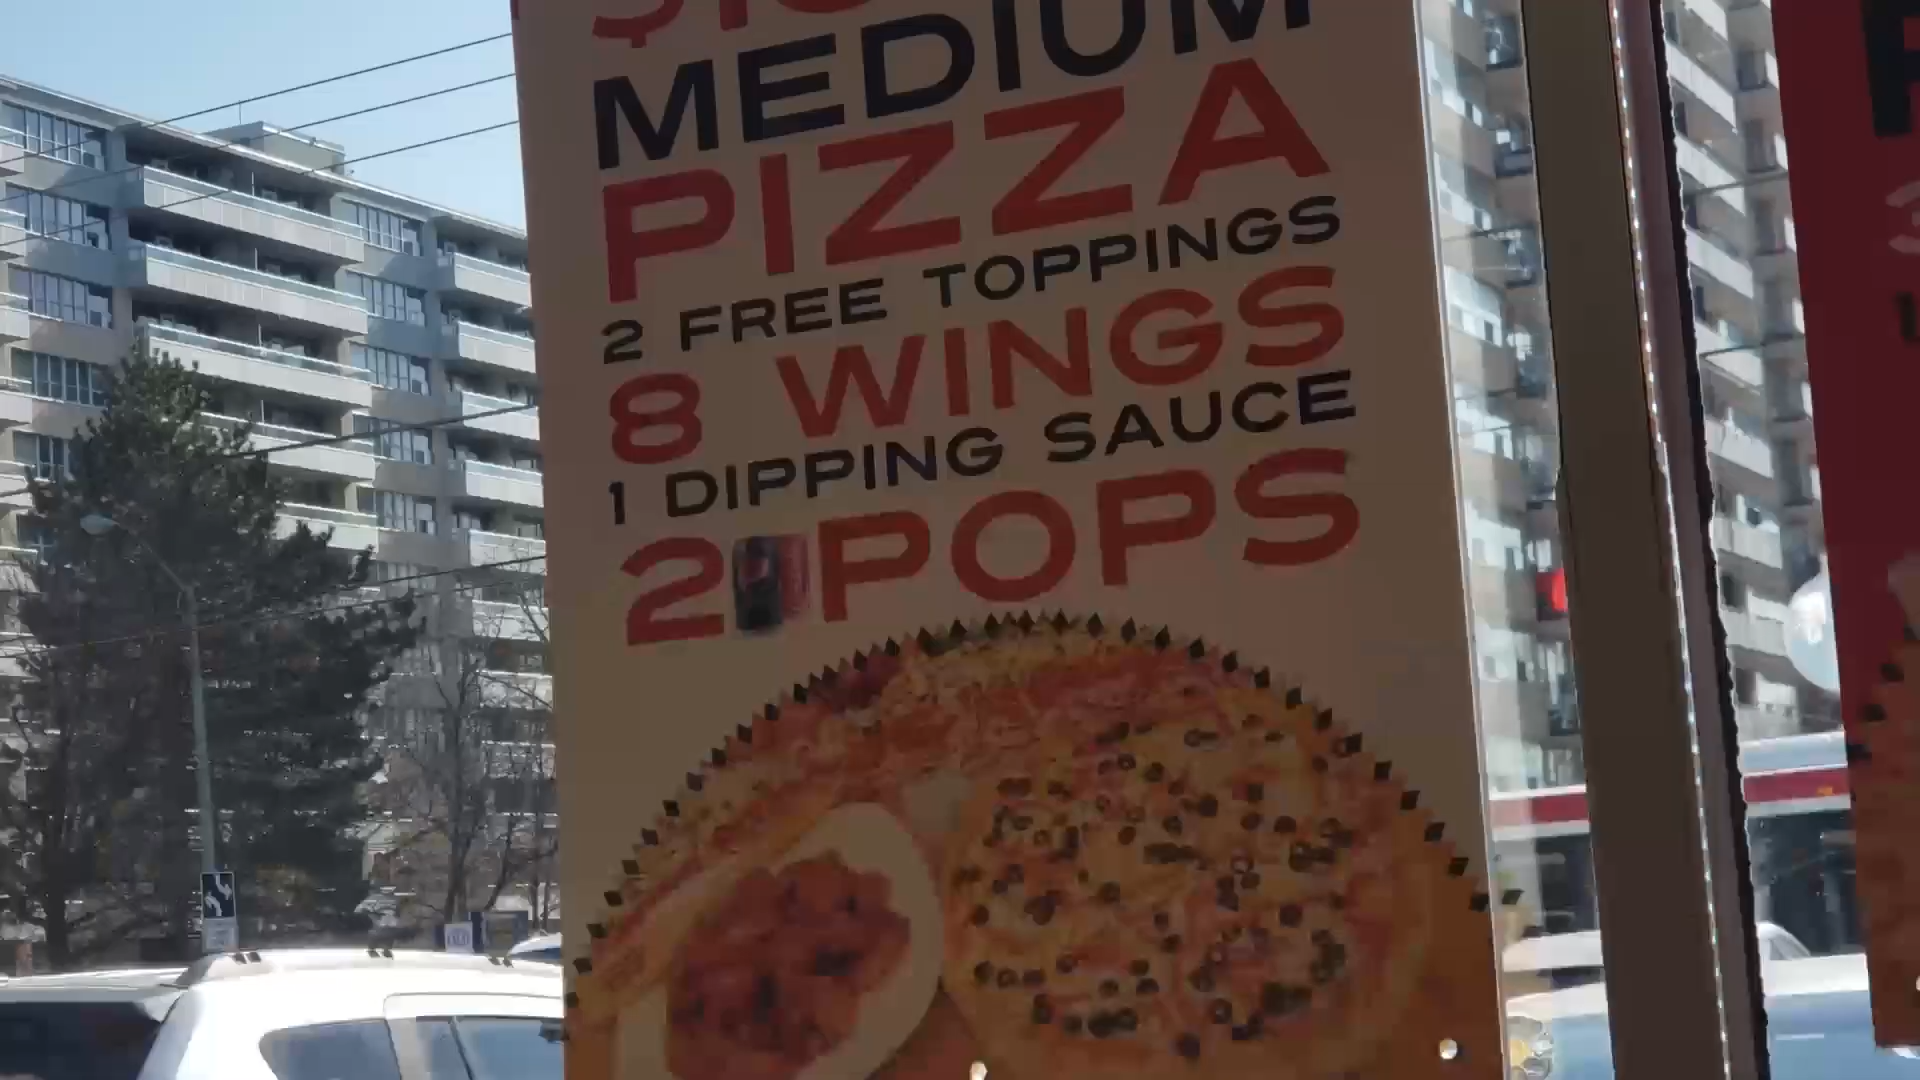 MEDIUM
PIZZA
2 FREE TOPPINGS
8 WINGS
1 DIPPING SAUCE
2 POPS